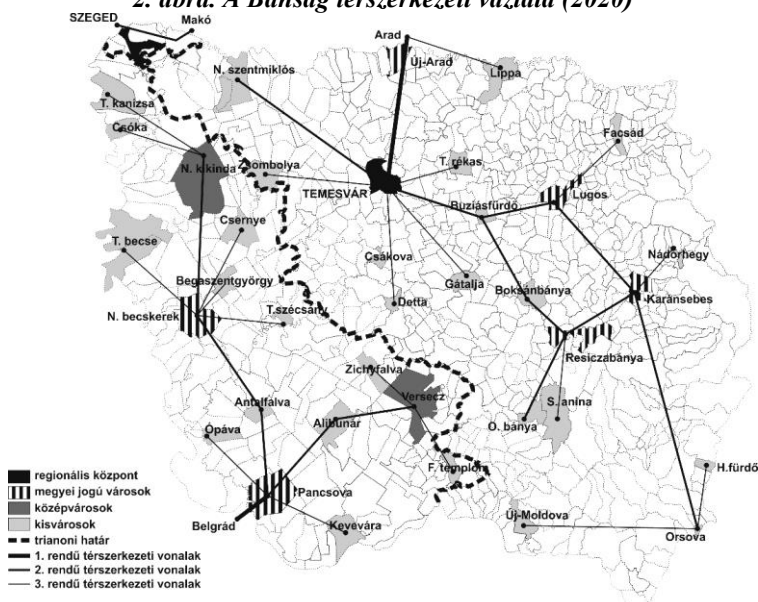 2. ábra. A Bánság térszerkezeti vázlata (2020)
SZEGED
Makó
Arad
Új-Arad
N. szentmiklós
Lippa
T. kanizsa
Csóka
Facsád
N. kikinda
Zsombolya
T. rékas
TEMESVÁR
Lugos
Buziásfürdő
Csernye
T. becse
Csákova
Nádorhegy
Begaszentgyörgy
Gátalja
Boksánbánya
Karánsebes
N. becskerek
T.szécsány
Detta
Resiczabánya
Zichyfalva
Versecz
Antalfalva
Alibunár
O. bánya
S. anina
Ópáva
F. templom
H.fürdő
Pancsova
Belgrád
Kevevára
Új-Moldova
Orsova
regionális központ
megyei jogú városok
középvárosok
kisvárosok
trianoni határ
1. rendű térszerkezeti vonalak
2. rendű térszerkezeti vonalak
3. rendű térszerkezeti vonalak